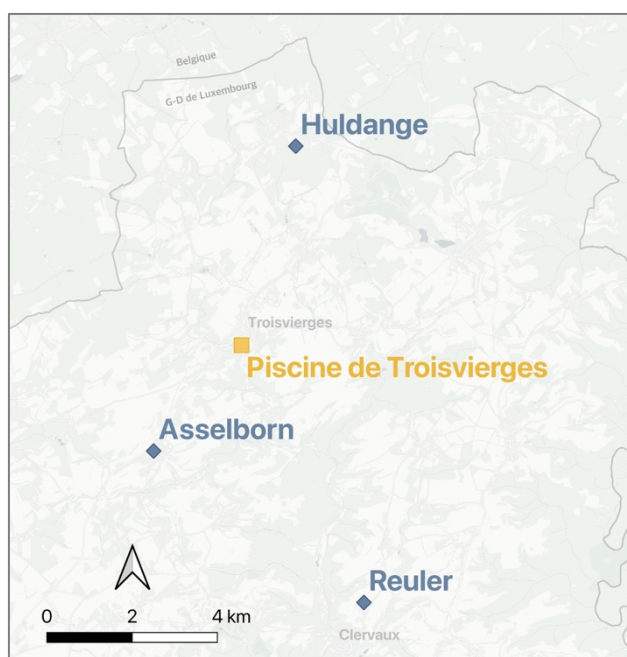 Belgique
G-D de Luxembourg
Huldange
Troisvierges
Piscine de Troisvierges
Asselborn
Reuler
0 2 4 km
Clervaux